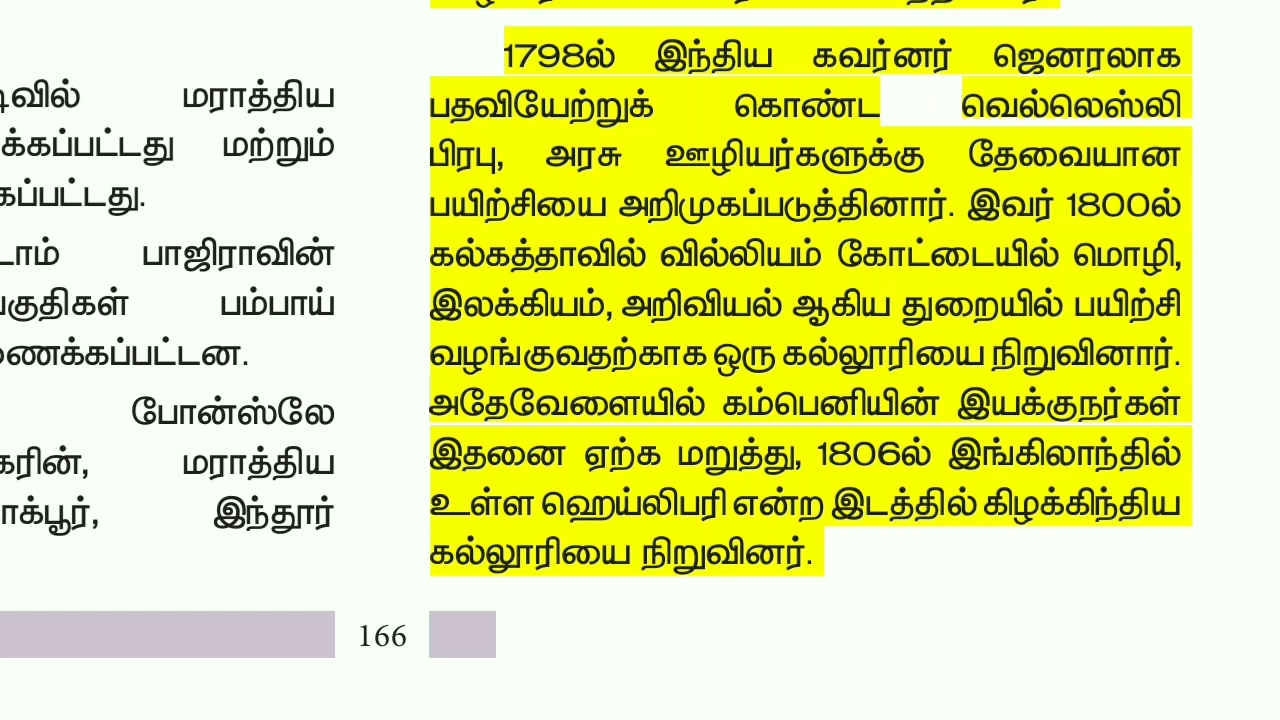 டிவில் மராத்திய
க்கப்பட்டது மற்றும்
கப்பட்டது.
டாம் பாஜிராவின்
குதிகள் பம்பாய்
ணைக்கப்பட்டன.
போன்ஸ்லே
கரின், மராத்திய
ாக்பூர், இந்தூர்
1798ல் இந்திய கவர்னர் ஜெனரலாக
பதவியேற்றுக் கொண்ட வெல்லெஸ்லி
பிரபு, அரசு ஊழியர்களுக்கு தேவையான
பயிற்சியை அறிமுகப்படுத்தினார். இவர் 1800ல்
கல்கத்தாவில் வில்லியம் கோட்டையில் மொழி,
இலக்கியம், அறிவியல் ஆகிய துறையில் பயிற்சி
வழங்குவதற்காக ஒரு கல்லூரியை நிறுவினார்.
அதேவேளையில் கம்பெனியின் இயக்குநர்கள்
இதனை ஏற்க மறுத்து, 1806ல் இங்கிலாந்தில்
உள்ள ஹெய்லிபரி என்ற இடத்தில் கிழக்கிந்திய
கல்லூரியை நிறுவினர்.
166